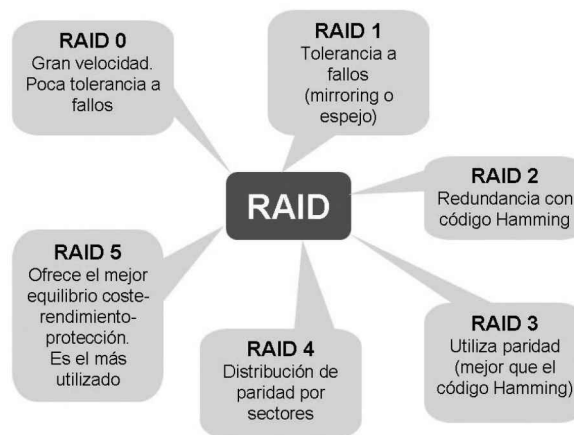 RAID 0
Gran velocidad.
Poca tolerancia a
fallos
RAID 1
Tolerancia a
fallos
(mirroring o
espejo)
RAID 2
Redundancia con
código Hamming
RAID
RAID 5
Ofrece el mejor
equilibrio coste-
rendimiento-
protección.
Es el más
utilizado
RAID 4
Distribución de
paridad por
sectores
RAID 3
Utiliza paridad
(mejor que el
código Hamming)